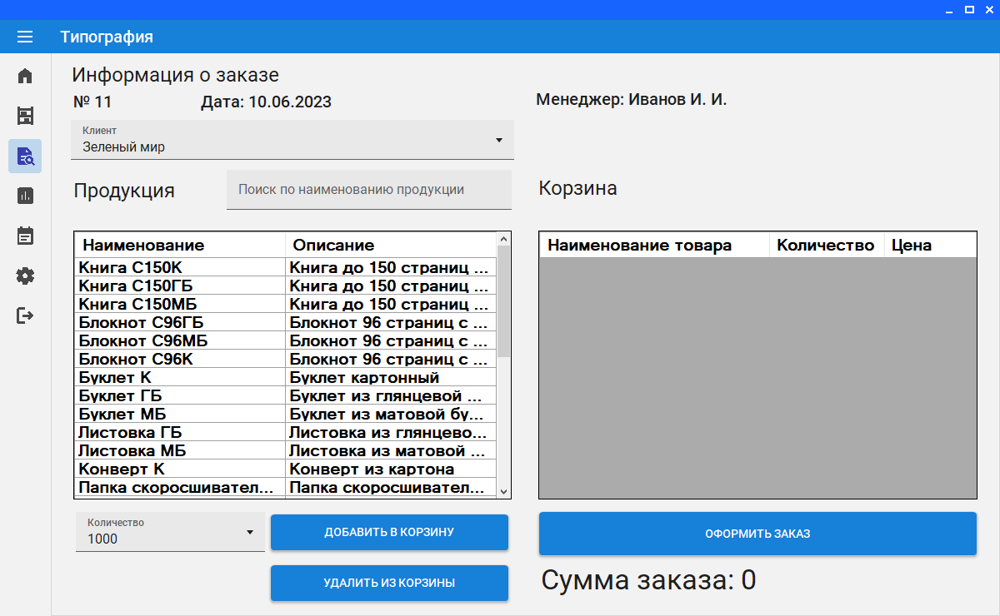 Типография
Информация о заказе
№ 11 Дата: 10.06.2023
Менеджер: Иванов И. И.
Клиент
Зеленый мир
Продукция
Поиск по наименованию продукции
Корзина
Наименование Описание
Книга С150К Книга до 150 страниц ...
Книга С150ГБ Книга до 150 страниц ...
Книга С150МБ Книга до 150 страниц ...
Блокнот С96ГБ Блокнот 96 страниц с ...
Блокнот С96МБ Блокнот 96 страниц с ...
Блокнот С96К Блокнот 96 страниц с ...
Буклет К Буклет картонный
Буклет ГБ Буклет из глянцевой ...
Буклет МБ Буклет из матовой бу...
Листовка ГБ Листовка из глянцево...
Листовка МБ Листовка из матовой ...
Конверт К Конверт из картона
Папка скоросшивател... Папка скоросшивател...
Наименование товара Количество Цена
Количество
1000
ДОБАВИТЬ В КОРЗИНУ
УДАЛИТЬ ИЗ КОРЗИНЫ
ОФОРМИТЬ ЗАКАЗ
Сумма заказа: 0